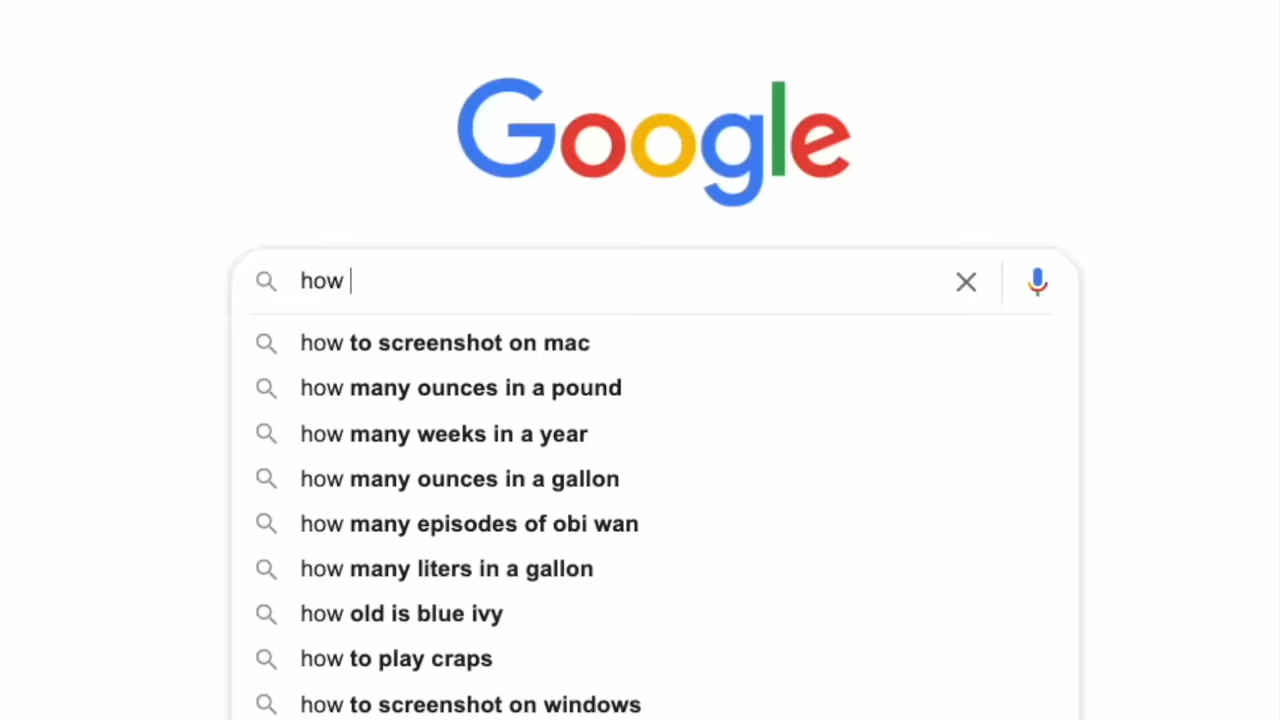 Google
how
how to screenshot on mac
how many ounces in a pound
how many weeks in a year
how many ounces in a gallon
how many episodes of obi wan
how many liters in a gallon
how old is blue ivy
how to play craps
how to screenshot on windows